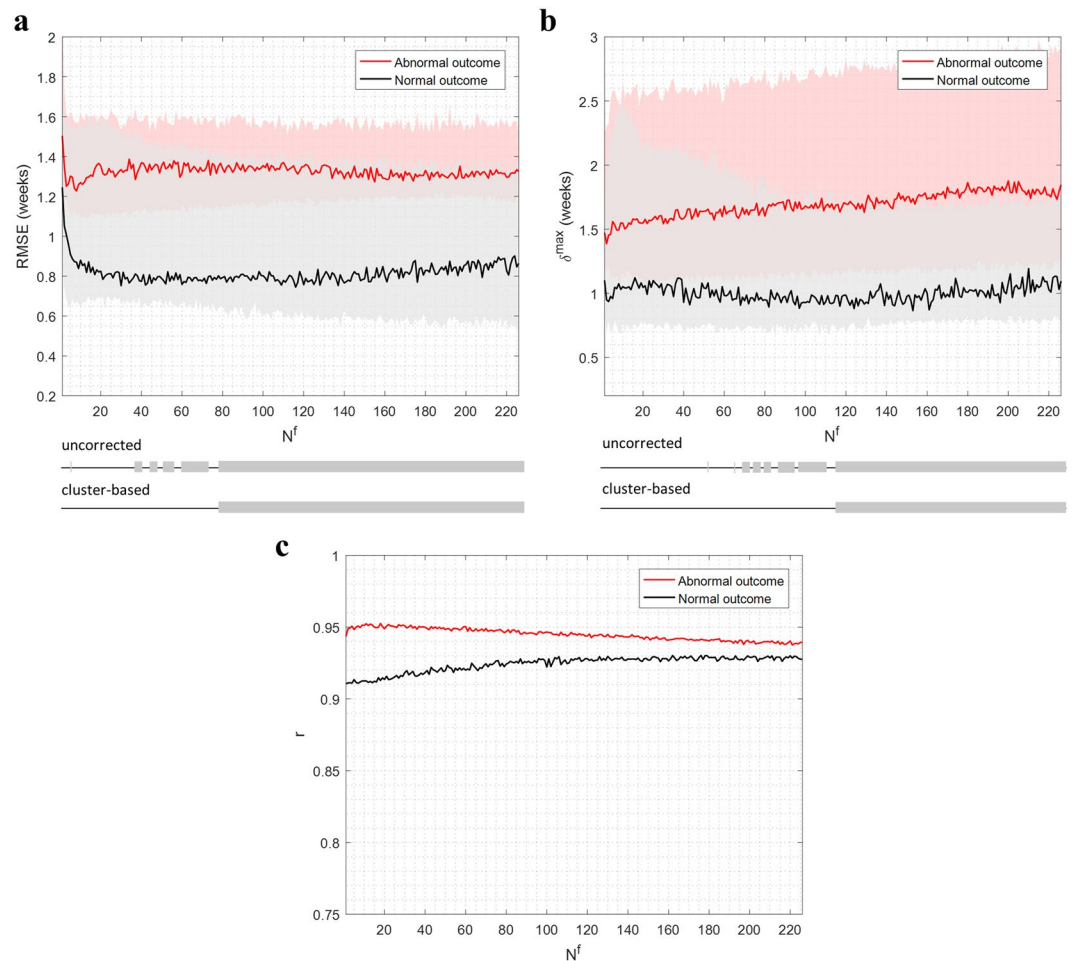 a
2
1.8
1.6
1.4
1.2
1
0.8
0.6
0.4
0.2
RMSE (weeks)
Abnormal outcome
Normal outcome
20 40 60 80 100 120 140 160 180 200 220
N^f
uncorrected
cluster-based
b
3
2.5
2
1.5
1
0.5
δ^max (weeks)
Abnormal outcome
Normal outcome
20 40 60 80 100 120 140 160 180 200 220
N^f
uncorrected
cluster-based
c
1
0.95
0.9
0.95
0.8
0.75
r
Abnormal outcome
Normal outcome
20 40 60 80 100 120 140 160 180 200 220
N^f